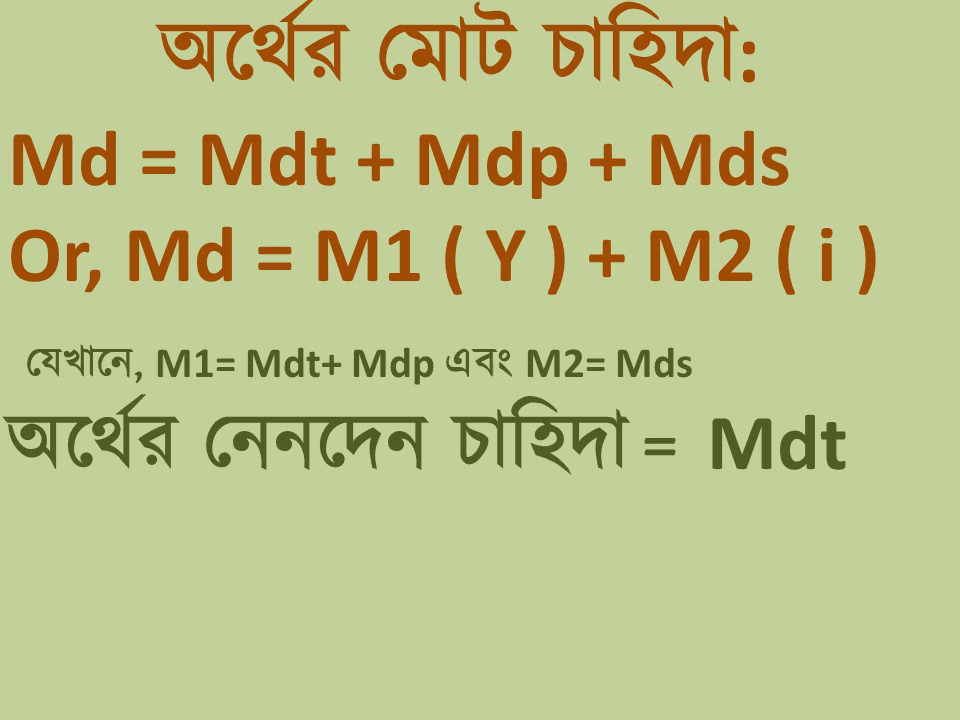 অর্থের মোট চাহিদা:
Md = Mdt + Mdp + Mds
Or, Md = M1 ( Y ) + M2 ( i )
যেখানে, M1= Mdt+ Mdp এবং M2= Mds
অর্থের নেনদেন চাহিদা = Mdt